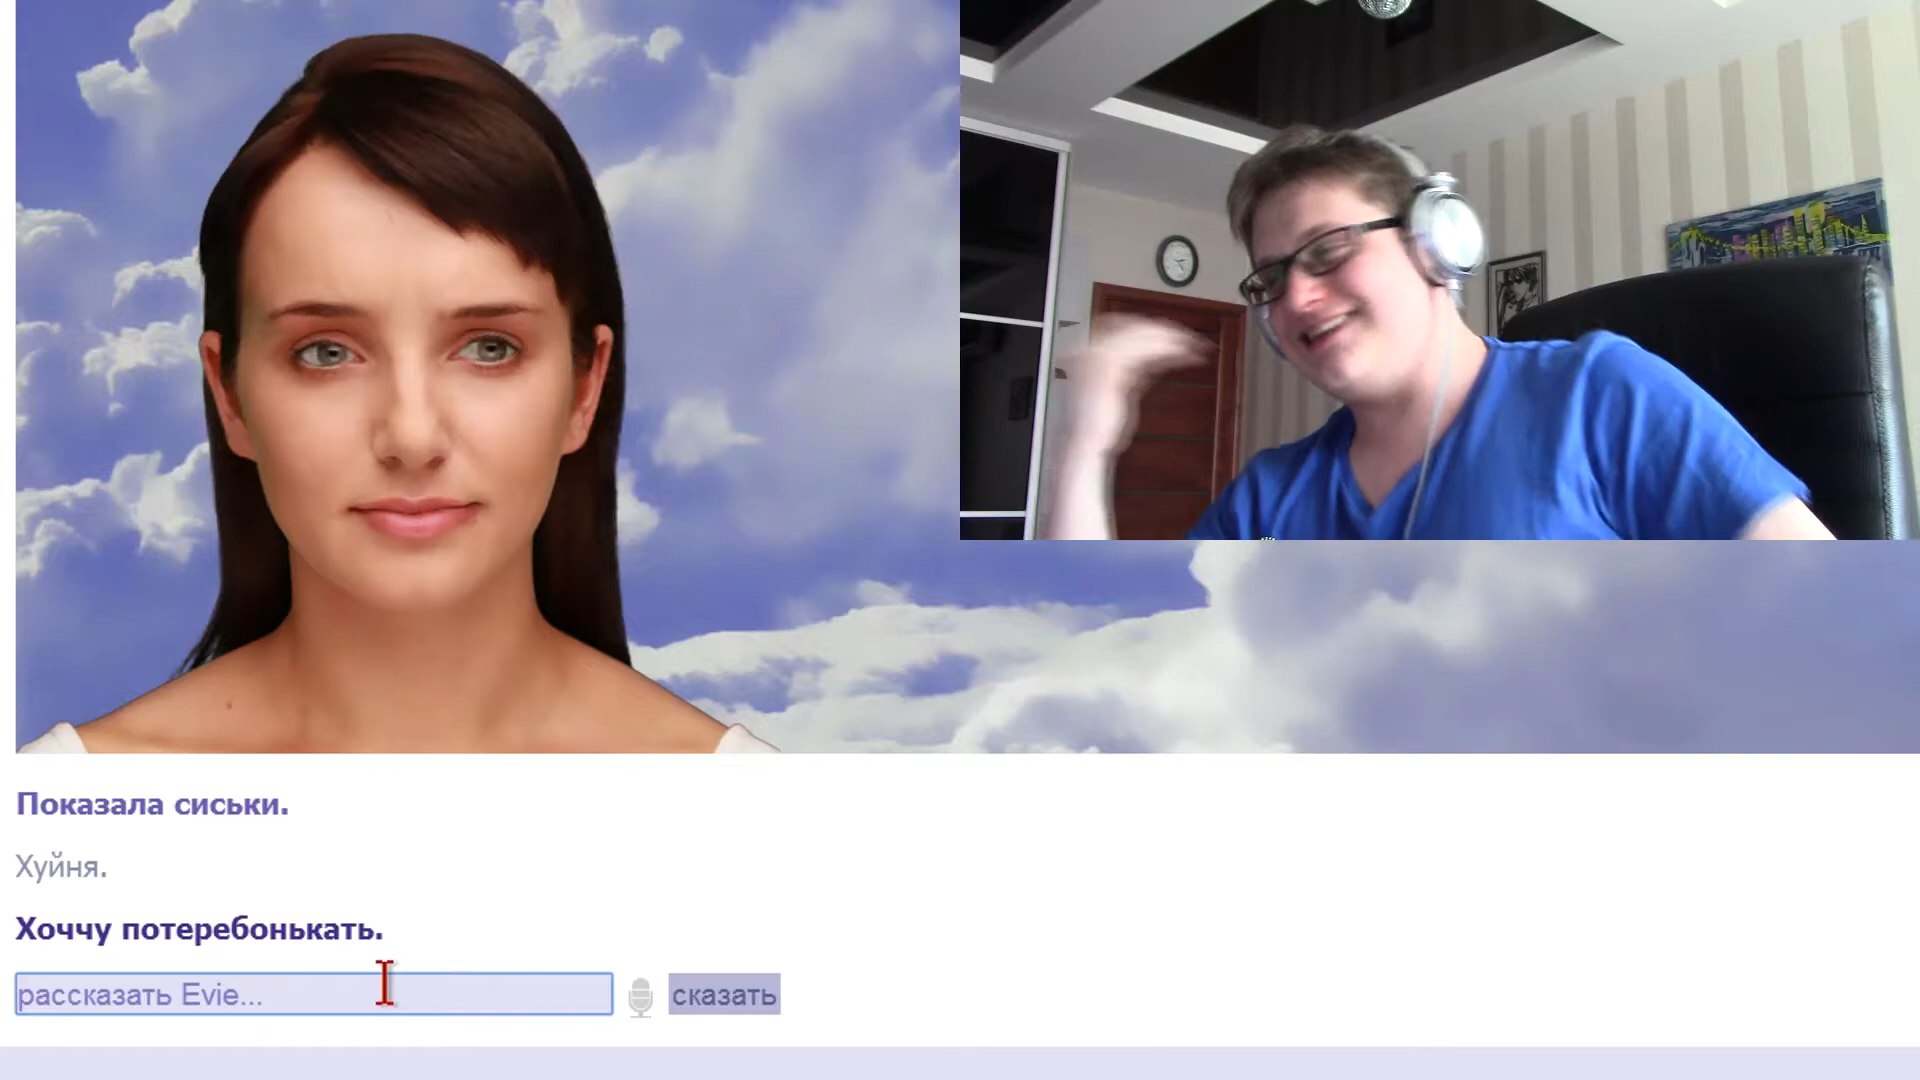 Показала сиськи.
Хуйня.
Хоччу потеребонькать.
рассказать Evie...
сказать